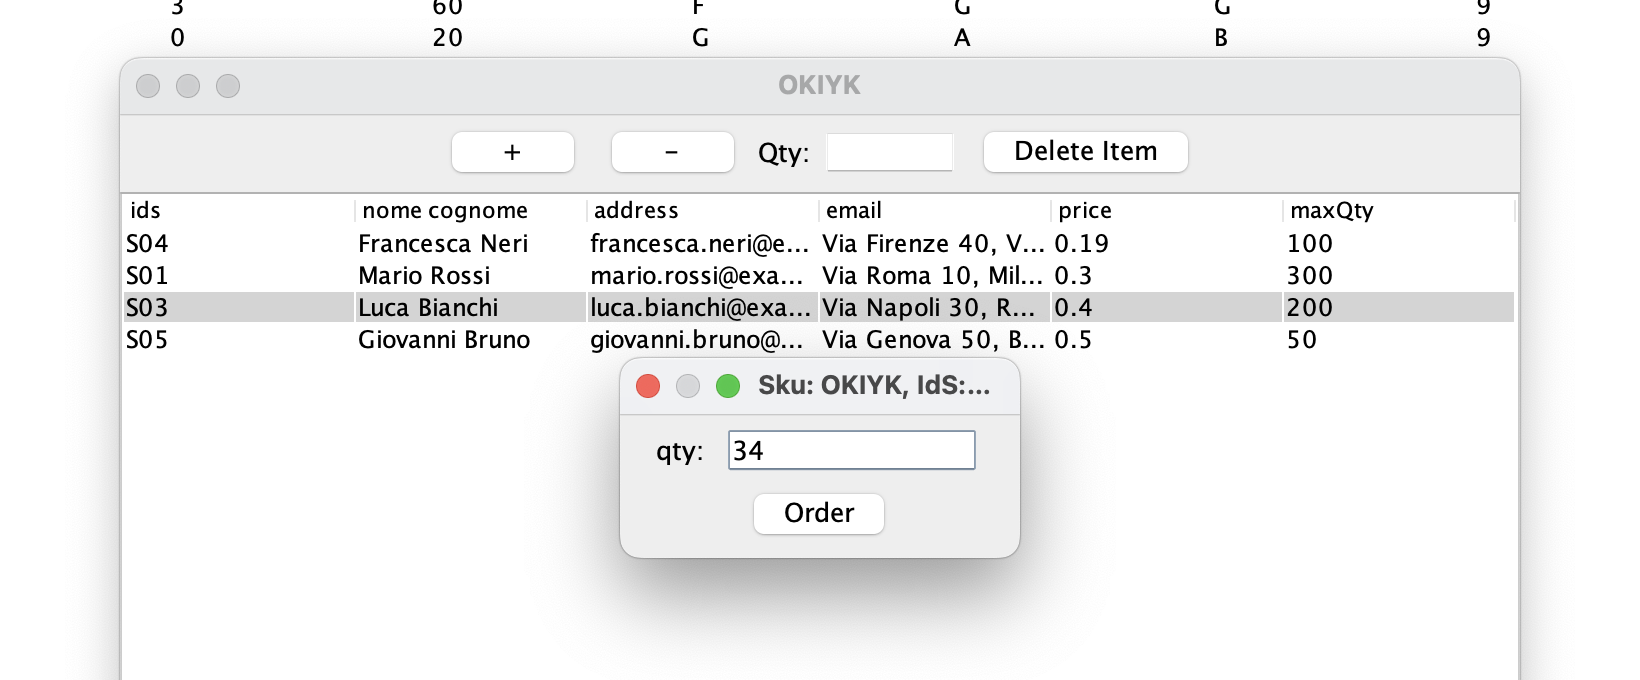 3 60 F G G 9
0 20 G A B 9
OKIYK
+ - Qty: Delete Item
ids nome cognome address email price maxQty
S04 Francesca Neri francesca.neri@e... Via Firenze 40, V... 0.19 100
S01 Mario Rossi mario.rossi@exa... Via Roma 10, Mil... 0.3 300
S03 Luca Bianchi luca.bianchi@exa... Via Napoli 30, R... 0.4 200
S05 Giovanni Bruno giovanni.bruno@... Via Genova 50, B... 0.5 50
Sku: OKIYK, IdS:...
qty: 34
Order